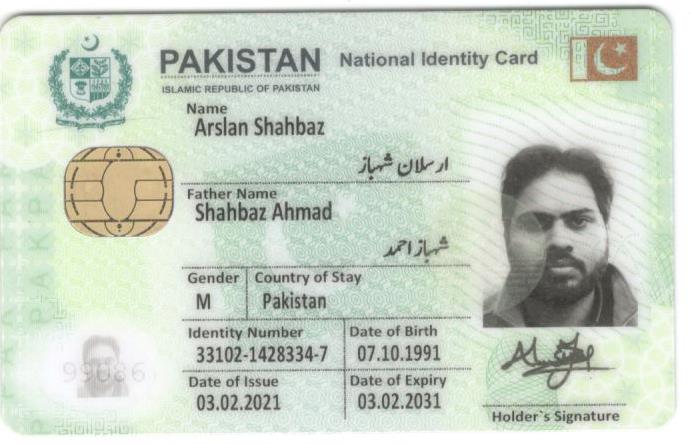 PAKISTAN National Identity Card
ISLAMIC REPUBLIC OF PAKISTAN
Name
Arslan Shahbaz
ارسلان شہباز
Father Name
Shahbaz Ahmad
شہباز احمد
Gender Country of Stay
M Pakistan
Identity Number Date of Birth
33102-1428334-7 07.10.1991
Date of Issue Date of Expiry
03.02.2021 03.02.2031
Holder`s Signature